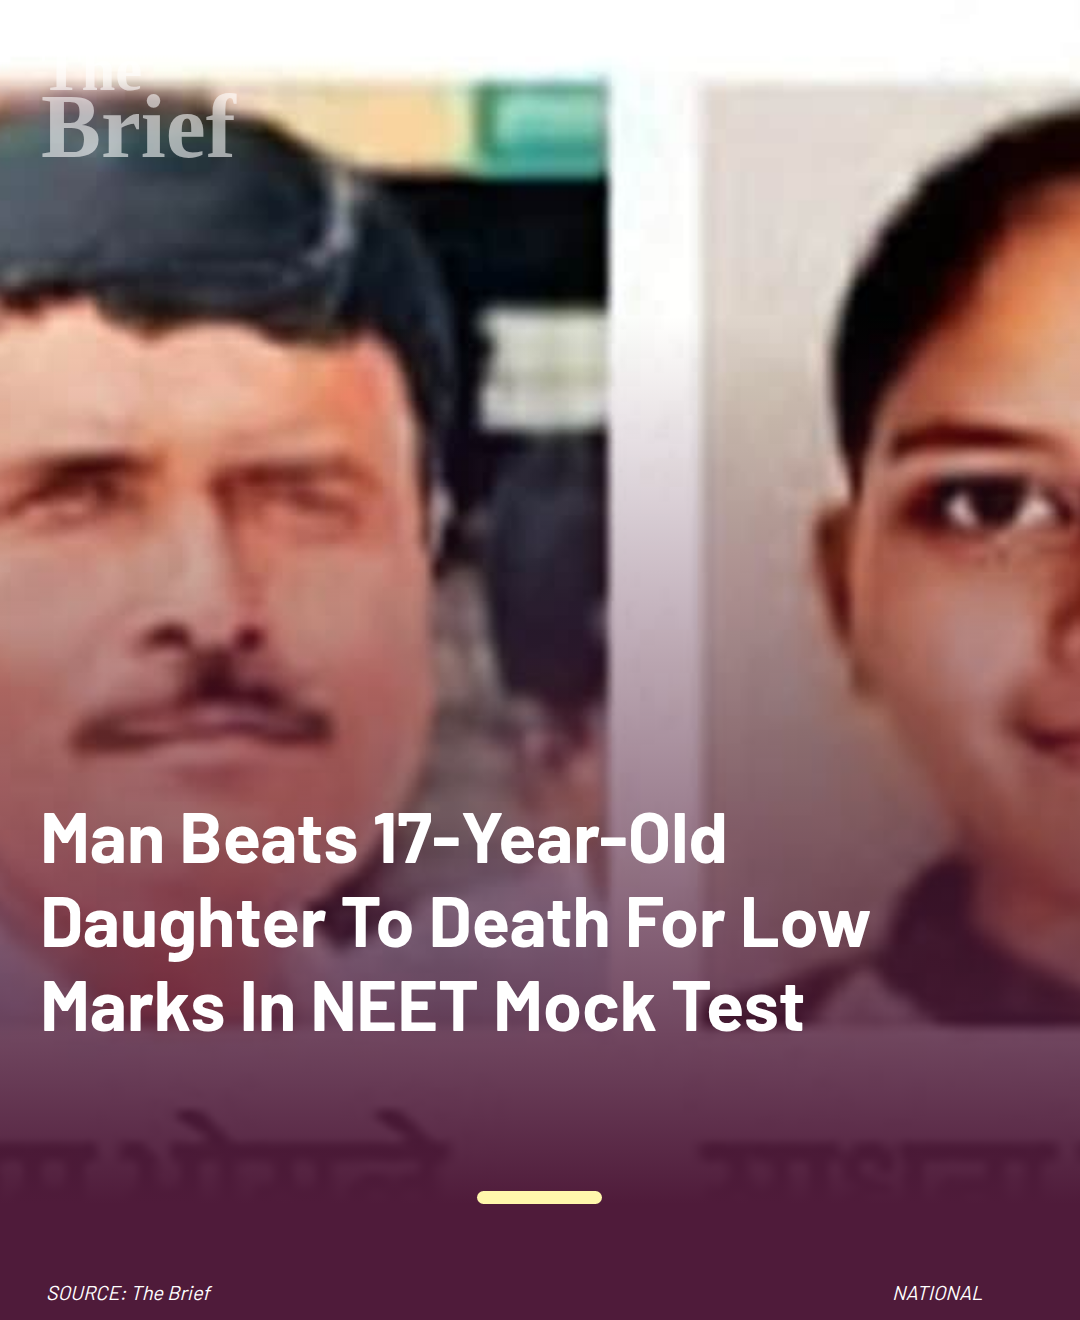 The
Brief
Man Beats 17-Year-Old
Daughter To Death For Low
Marks In NEET Mock Test
SOURCE: The Brief
NATIONAL